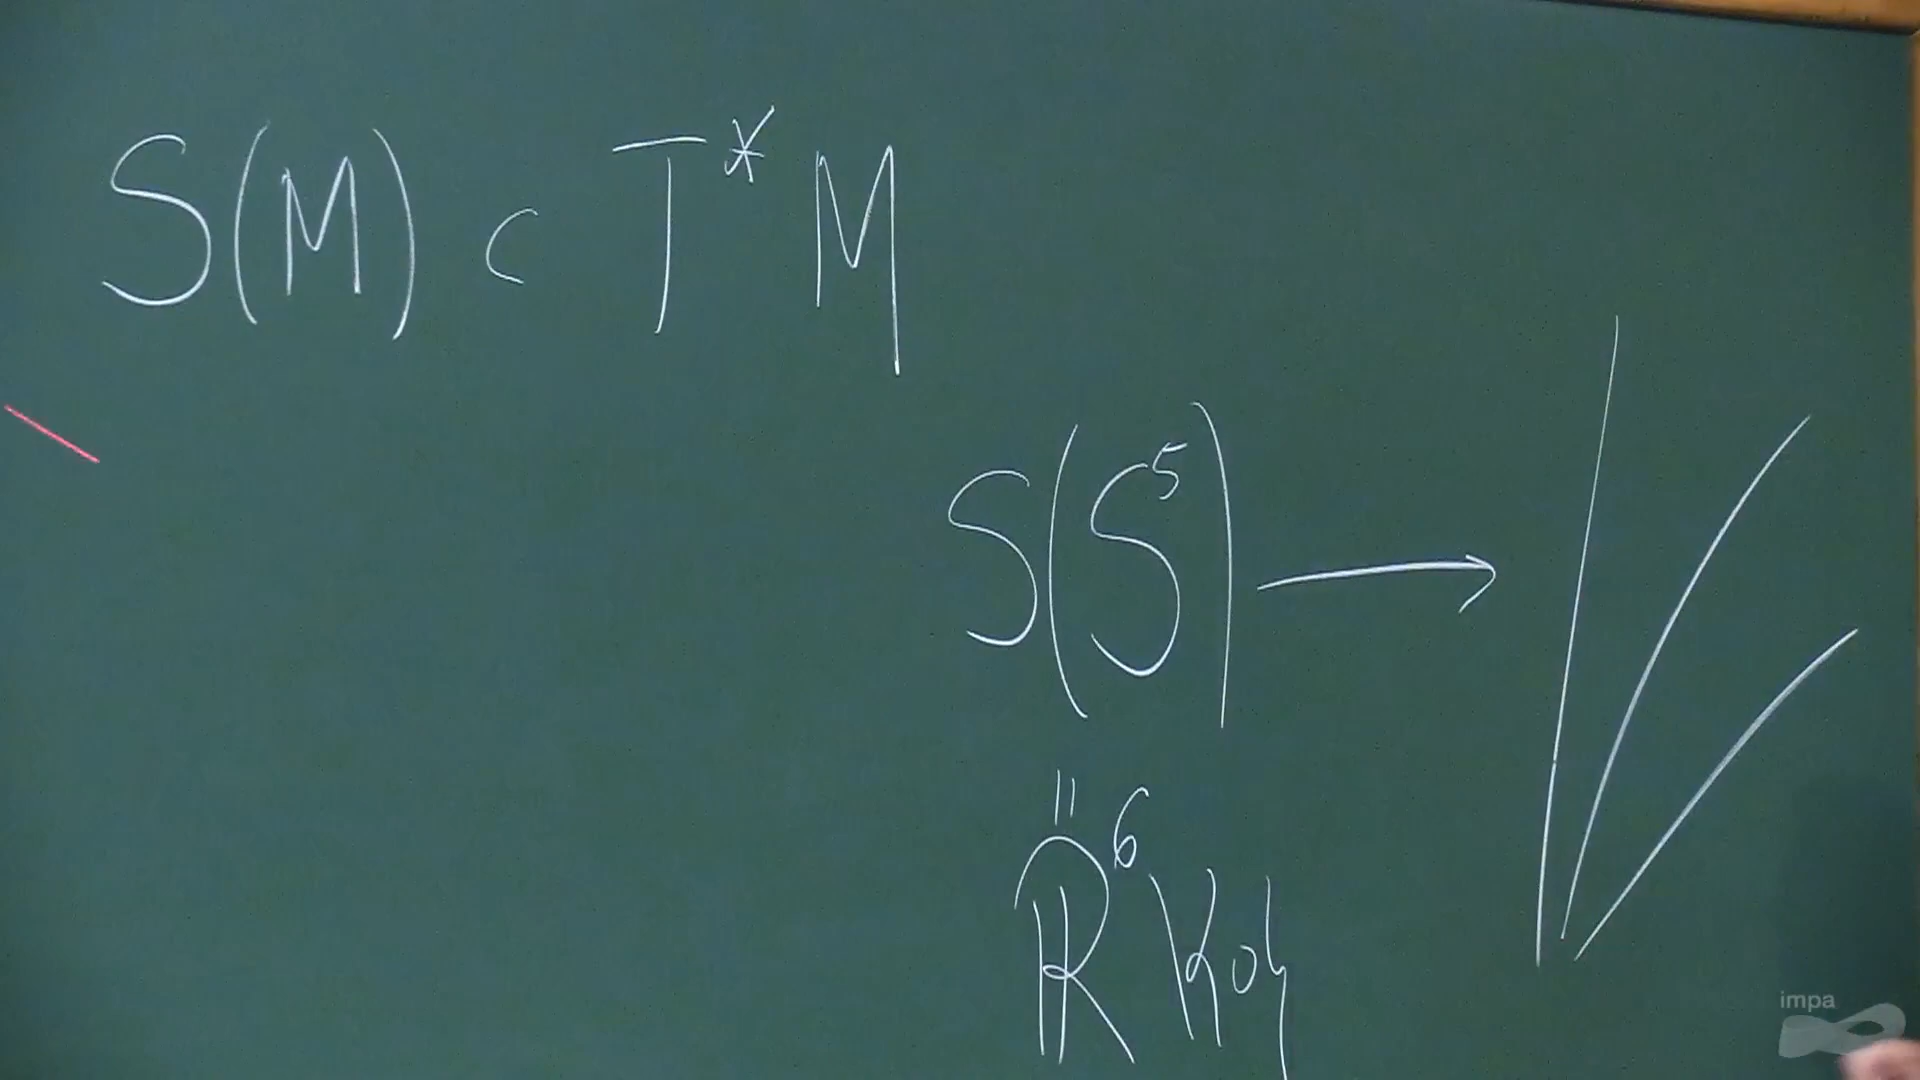 S(M) ⊂ T* M
S(S⁵) ⟶
||
ℝ⁶ \ {0}
impa